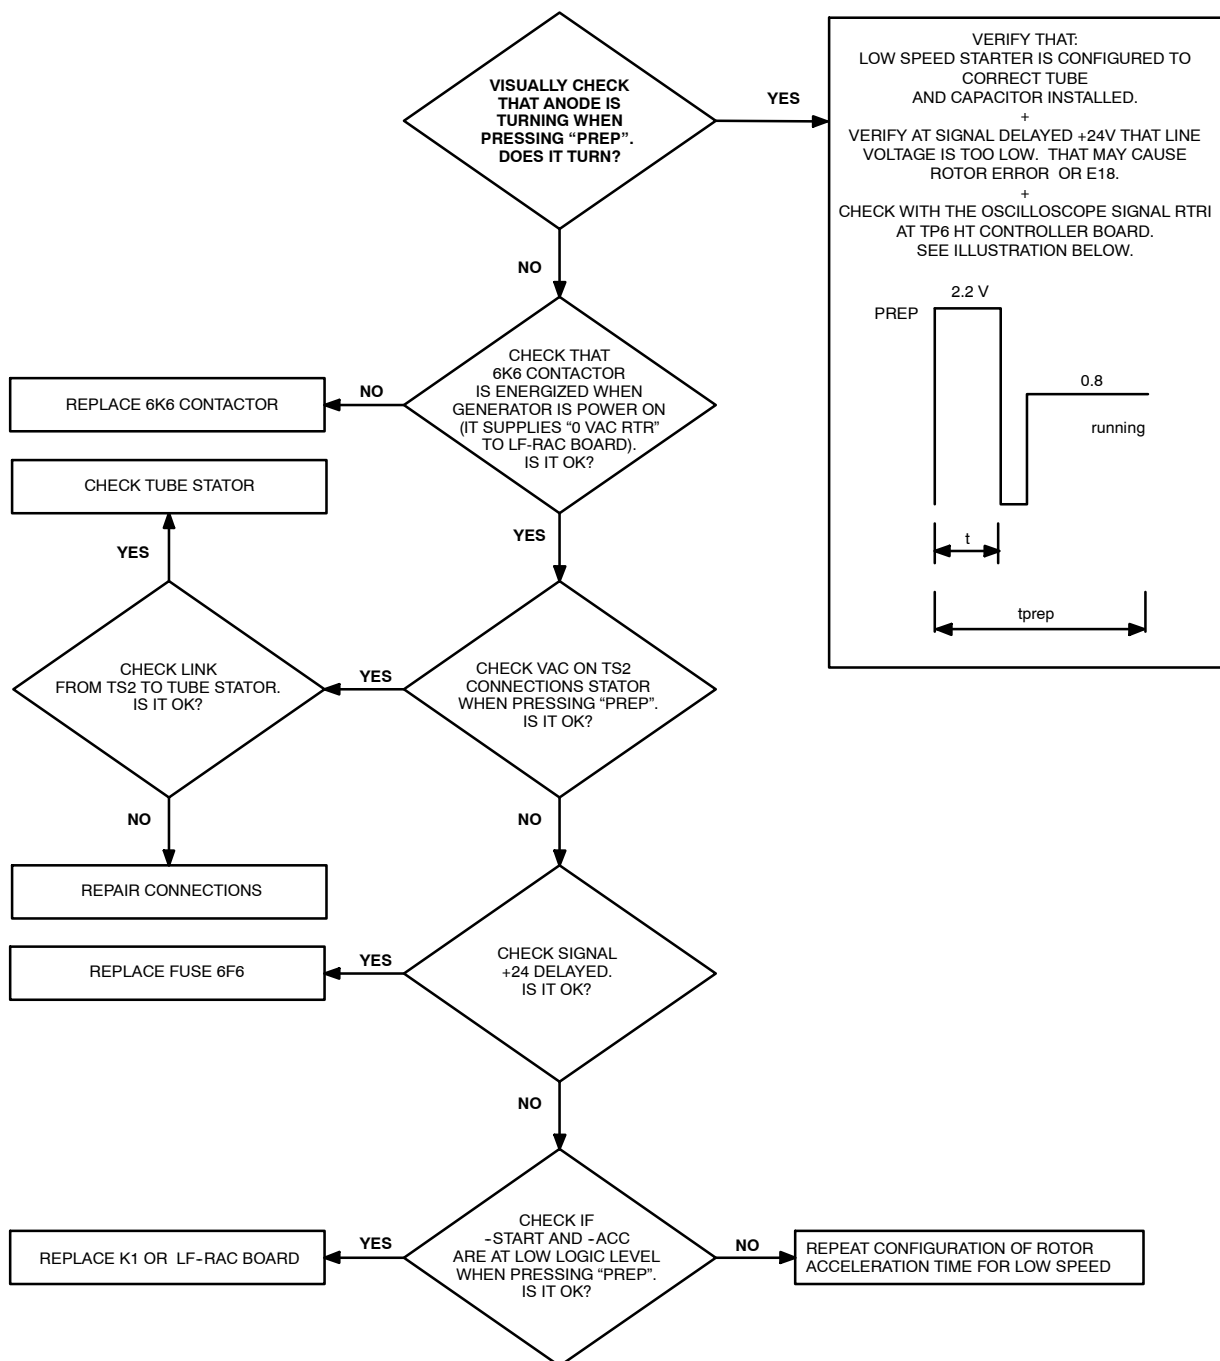 VISUALLY CHECK
THAT ANODE IS
TURNING WHEN
PRESSING “PREP”.
DOES IT TURN?
YES
VERIFY THAT:
LOW SPEED STARTER IS CONFIGURED TO
CORRECT TUBE
AND CAPACITOR INSTALLED.
+
VERIFY AT SIGNAL DELAYED +24V THAT LINE
VOLTAGE IS TOO LOW. THAT MAY CAUSE
ROTOR ERROR OR E18.
+
CHECK WITH THE OSCILLOSCOPE SIGNAL RTRI
AT TP6 HT CONTROLLER BOARD.
SEE ILLUSTRATION BELOW.
2.2 V
PREP
0.8
running
t
tprep
NO
CHECK THAT
6K6 CONTACTOR
IS ENERGIZED WHEN
GENERATOR IS POWER ON
(IT SUPPLIES “0 VAC RTR”
TO LF-RAC BOARD).
IS IT OK?
NO
REPLACE 6K6 CONTACTOR
CHECK TUBE STATOR
YES
YES
CHECK VAC ON TS2
CONNECTIONS STATOR
WHEN PRESSING “PREP”.
IS IT OK?
YES
CHECK LINK
FROM TS2 TO TUBE STATOR.
IS IT OK?
NO
NO
REPAIR CONNECTIONS
CHECK SIGNAL
+24 DELAYED.
IS IT OK?
YES
REPLACE FUSE 6F6
NO
CHECK IF
-START AND -ACC
ARE AT LOW LOGIC LEVEL
WHEN PRESSING “PREP”.
IS IT OK?
YES
REPLACE K1 OR LF-RAC BOARD
NO
REPEAT CONFIGURATION OF ROTOR
ACCELERATION TIME FOR LOW SPEED